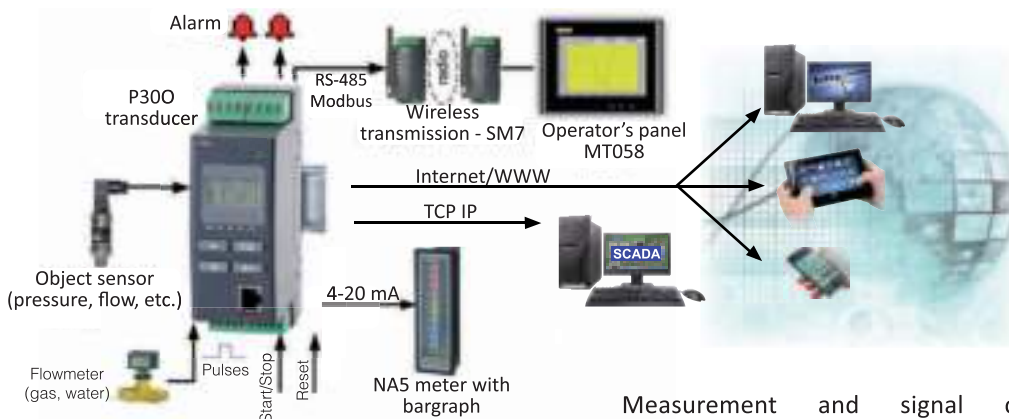 Alarm
P30O
transducer
RS-485
Modbus
radio
Wireless
transmission - SM7
Operator's panel
MT058
Internet/WWW
TCP IP
SCADA
Object sensor
(pressure, flow, etc.)
4-20 mA
Flowmeter
(gas, water)
Pulses
Start/Stop
Reset
NA5 meter with
bargraph
Measurement and signal